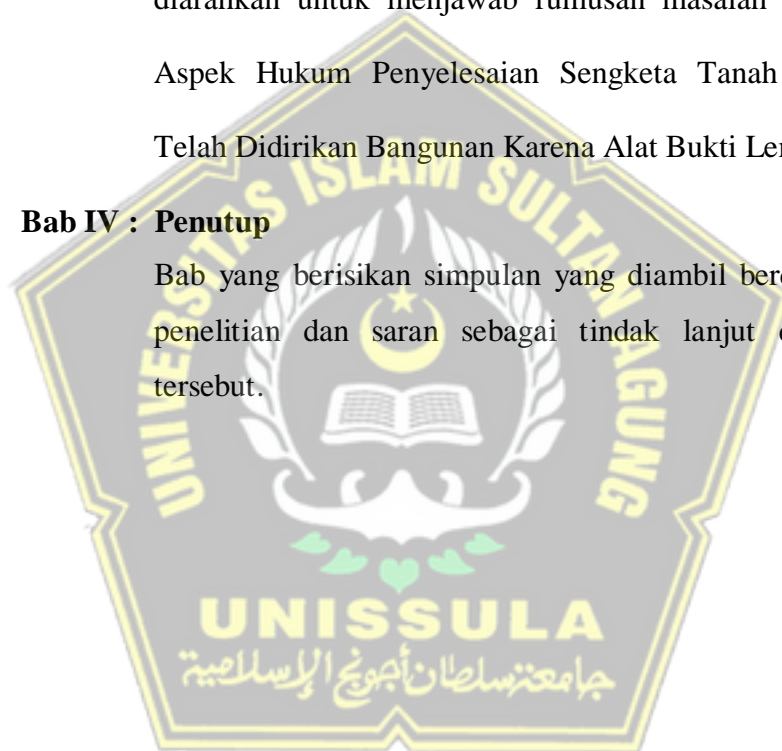 diarahkan untuk menjawab rumusan masalah
Aspek Hukum Penyelesaian Sengketa Tanah
Telah Didirikan Bangunan Karena Alat Bukti
Bab IV : Penutup
Bab yang berisikan simpulan yang diambil
penelitian dan saran sebagai tindak lanjut
tersebut.
UNIVERSITAS ISLAM SULTAN AGUNG
UNISSULA
جامعة سلطان أجونج الإسلامية